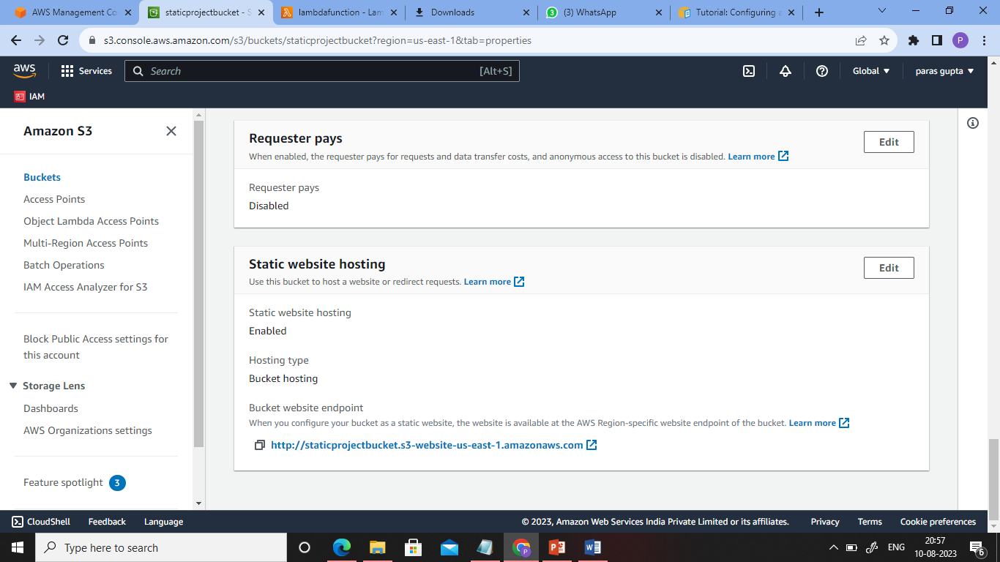 AWS Management Co
staticprojectbucket - S
lambdafunction - Lam
Downloads
3
(3) WhatsApp
Tutorial: Configuring a
s3.console.aws.amazon.com/s3/buckets/staticprojectbucket?region=us-east-1&tab=properties
P
aws
Services
Search
[Alt+S]
Global
paras gupta
IAM
Amazon S3
Buckets
Access Points
Object Lambda Access Points
Multi-Region Access Points
Batch Operations
IAM Access Analyzer for S3
Block Public Access settings for
this account
Storage Lens
Dashboards
AWS Organizations settings
Feature spotlight 3
Requester pays
Edit
When enabled, the requester pays for requests and data transfer costs, and anonymous access to this bucket is disabled. Learn more
Requester pays
Disabled
Static website hosting
Edit
Use this bucket to host a website or redirect requests. Learn more
Static website hosting
Enabled
Hosting type
Bucket hosting
Bucket website endpoint
When you configure your bucket as a static website, the website is available at the AWS Region-specific website endpoint of the bucket. Learn more
http://staticprojectbucket.s3-website-us-east-1.amazonaws.com
CloudShell Feedback Language © 2023, Amazon Web Services India Private Limited or its affiliates. Privacy Terms Cookie preferences
Type here to search
P
ENG
20:57
10-08-2023
6